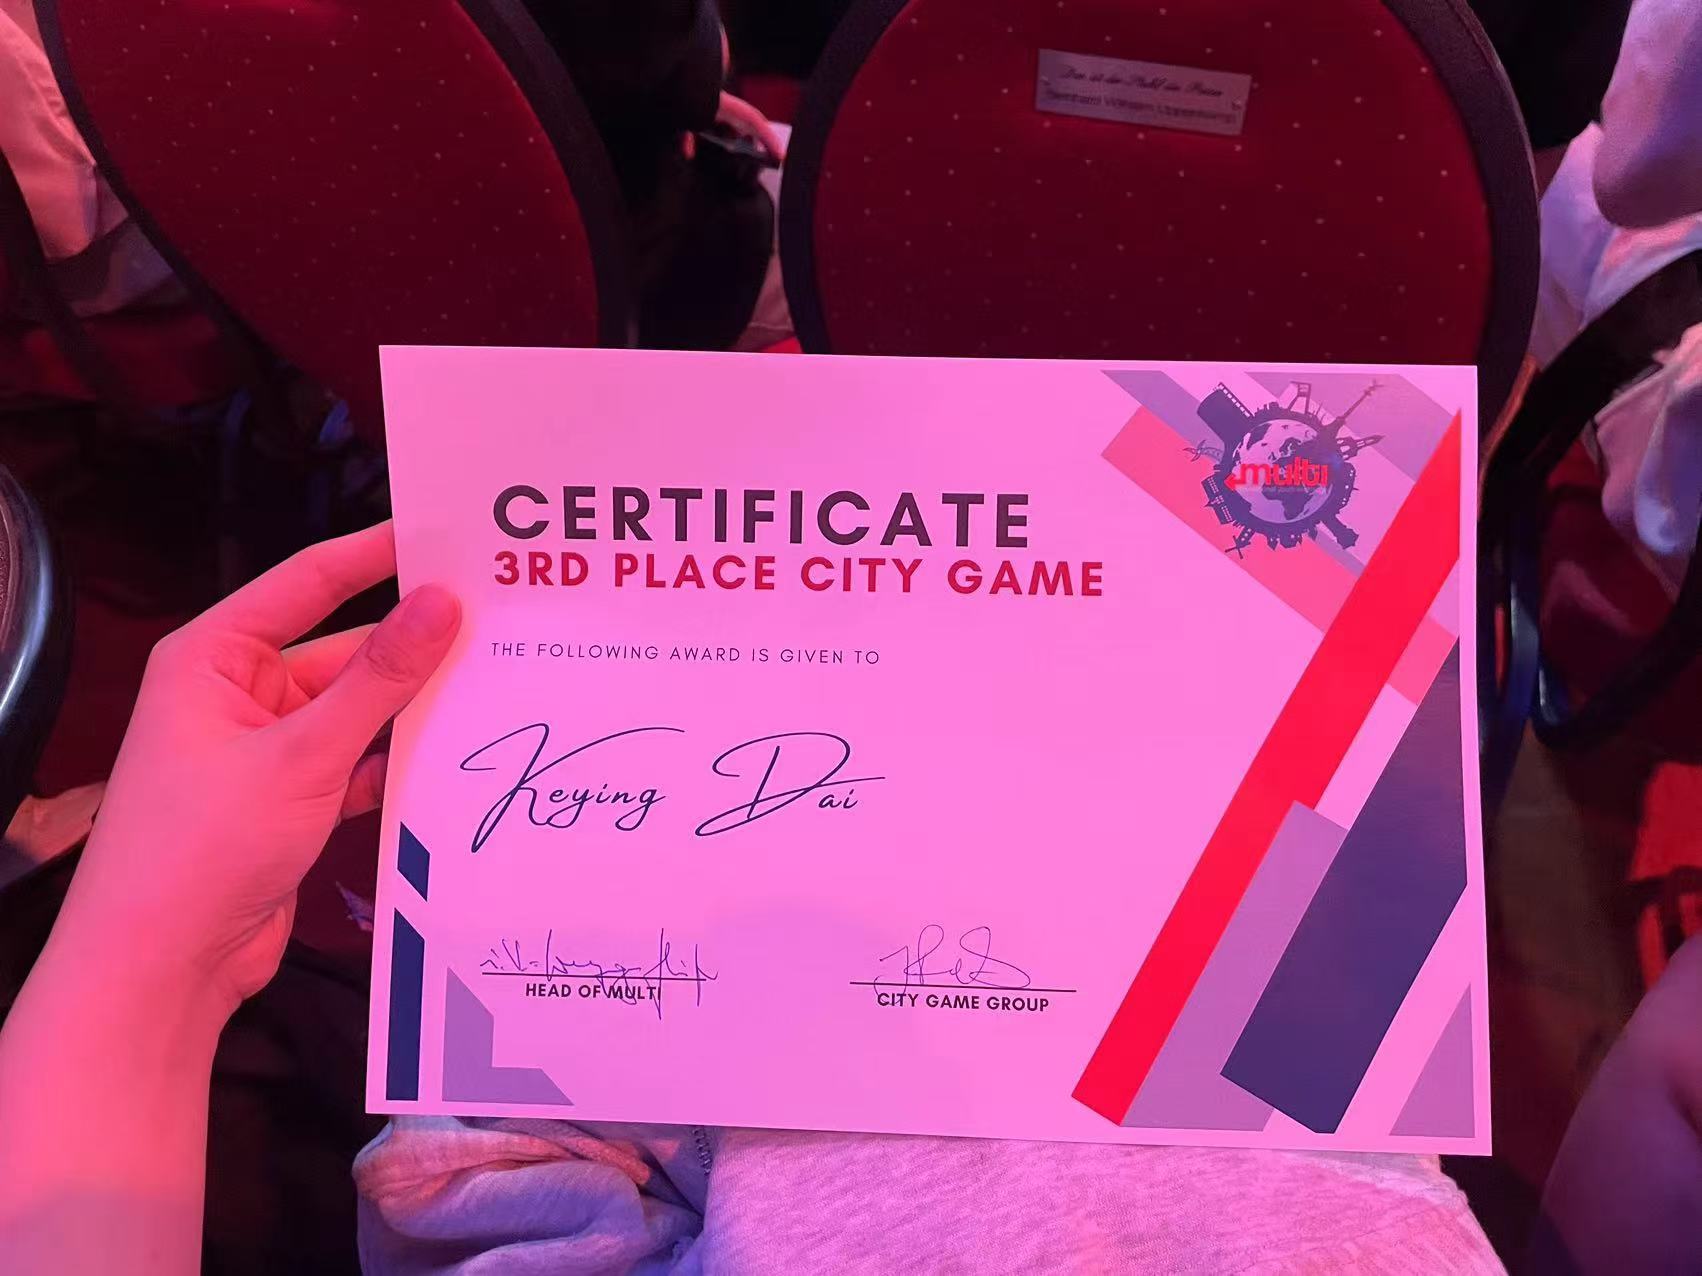 multi
CERTIFICATE
3RD PLACE CITY GAME
THE FOLLOWING AWARD IS GIVEN TO
Keying Dai
HEAD OF MULTI
CITY GAME GROUP